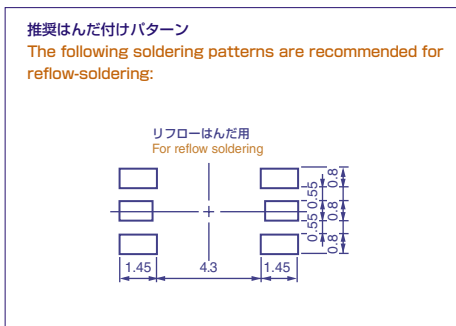 推奨はんだ付けパターン
The following soldering patterns are recommended for
reflow-soldering:
リフローはんだ用
For reflow soldering
0.8
0.55
0.8
0.55
0.8
1.45
4.3
1.45